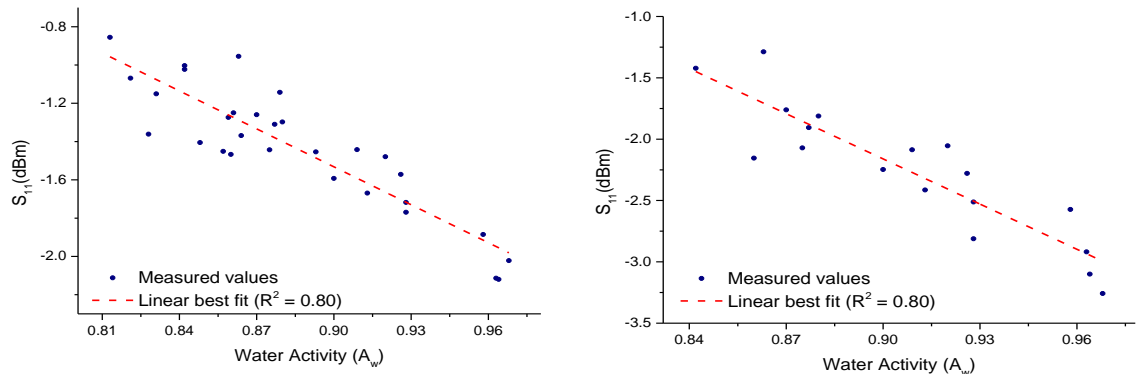 -0.8
-1.2
-1.6
-2.0
S11(dBm)
Measured values
Linear best fit (R2 = 0.80)
0.81 0.84 0.87 0.90 0.93 0.96
Water Activity (Aw)
-1.0
-1.5
-2.0
-2.5
-3.0
-3.5
S11(dBm)
Measured values
Linear best fit (R2 = 0.80)
0.84 0.87 0.90 0.93 0.96
Water Activity (Aw)